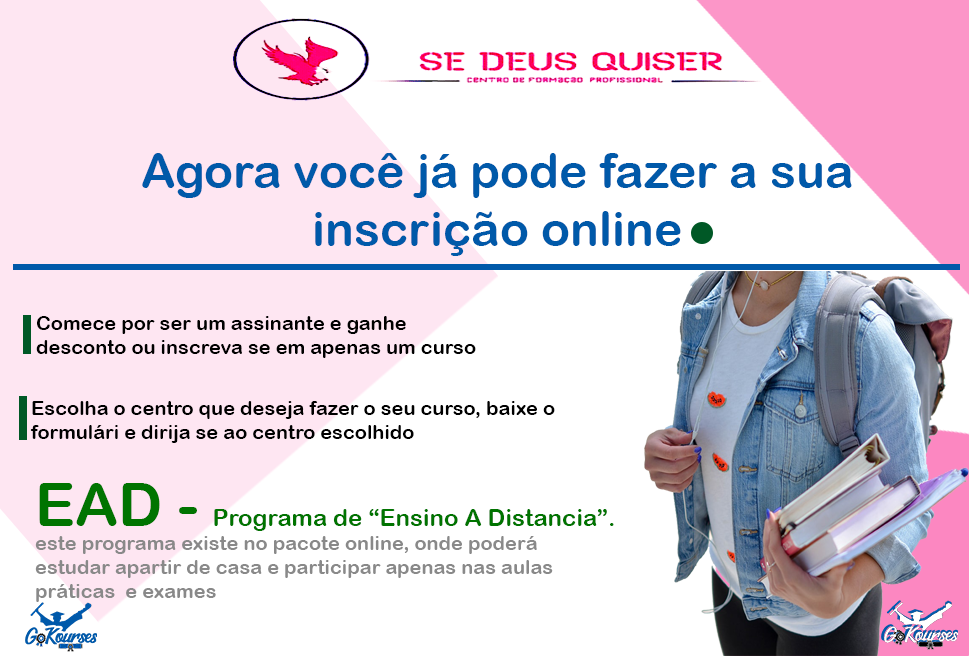 SE DEUS QUISER
CENTRO DE FORMAÇÃO PROFISSIONAL
Agora você já pode fazer a sua
inscrição online
Comece por ser um assinante e ganhe
desconto ou inscreva se em apenas um curso
Escolha o centro que deseja fazer o seu curso, baixe o
formulári e dirija se ao centro escolhido
EAD - Programa de “Ensino A Distancia”.
este programa existe no pacote online, onde poderá
estudar apartir de casa e participar apenas nas aulas
práticas e exames
GoKourses
GoKourses